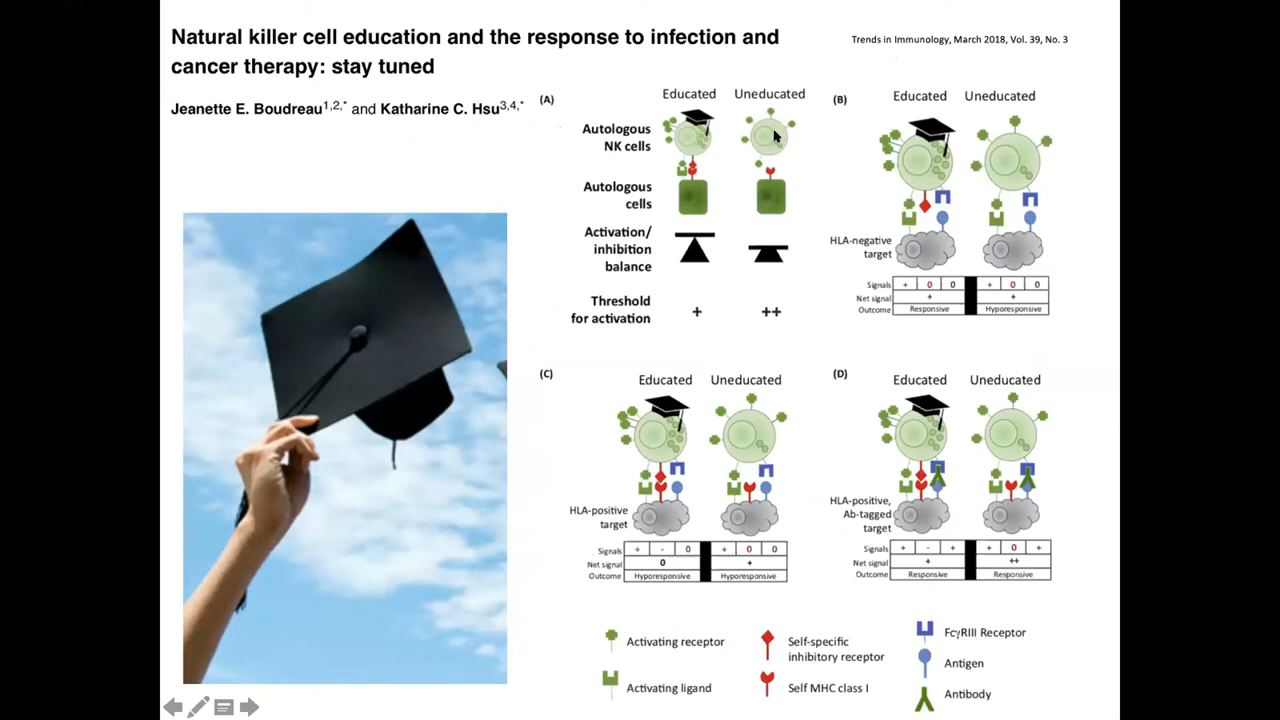 Natural killer cell education and the response to infection and
cancer therapy: stay tuned
Trends in Immunology, March 2018, Vol. 39, No. 3
Jeanette E. Boudreau1,2,* and Katharine C. Hsu3,4,*
(A)
Educated Uneducated
Autologous
NK cells
Autologous
cells
Activation/
inhibition
balance
Threshold
for activation
+ ++
(B)
Educated Uneducated
HLA-negative
target
Signals + 0 0 + 0 0
Net signal + +
Outcome Responsive Hyporesponsive
(C)
Educated Uneducated
HLA-positive
target
Signals + - 0 + 0 0
Net signal 0 +
Outcome Hyporesponsive Hyporesponsive
(D)
Educated Uneducated
HLA-positive,
Ab-tagged
target
Signals + - + + 0 +
Net signal + ++
Outcome Responsive Responsive
Activating receptor
Activating ligand
Self-specific
inhibitory receptor
Self MHC class I
FcγRIII Receptor
Antigen
Antibody